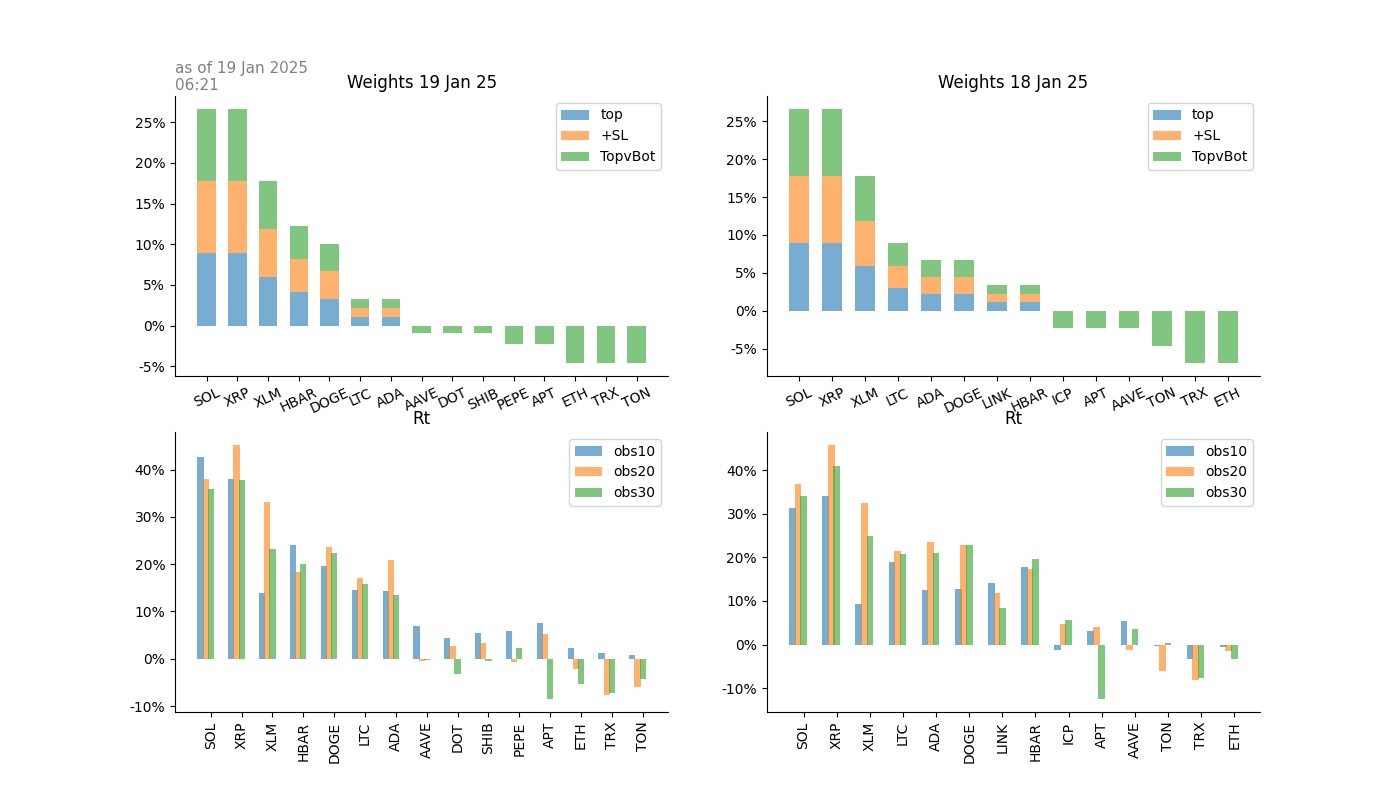 as of 19 Jan 2025
06:21
Weights 19 Jan 25
top
+SL
TopvBot
25%
20%
15%
10%
5%
0%
-5%
SOL XRP XLM HBAR DOGE LTC ADA AAVE DOT SHIB PEPE APT ETH TRX TON
Weights 18 Jan 25
top
+SL
TopvBot
25%
20%
15%
10%
5%
0%
-5%
SOL XRP XLM LTC ADA DOGE LINK HBAR ICP APT AAVE TON TRX ETH
Rt
obs10
obs20
obs30
40%
30%
20%
10%
0%
-10%
SOL XRP XLM HBAR DOGE LTC ADA AAVE DOT SHIB PEPE APT ETH TRX TON
Rt
obs10
obs20
obs30
40%
30%
20%
10%
0%
-10%
SOL XRP XLM LTC ADA DOGE LINK HBAR ICP APT AAVE TON TRX ETH